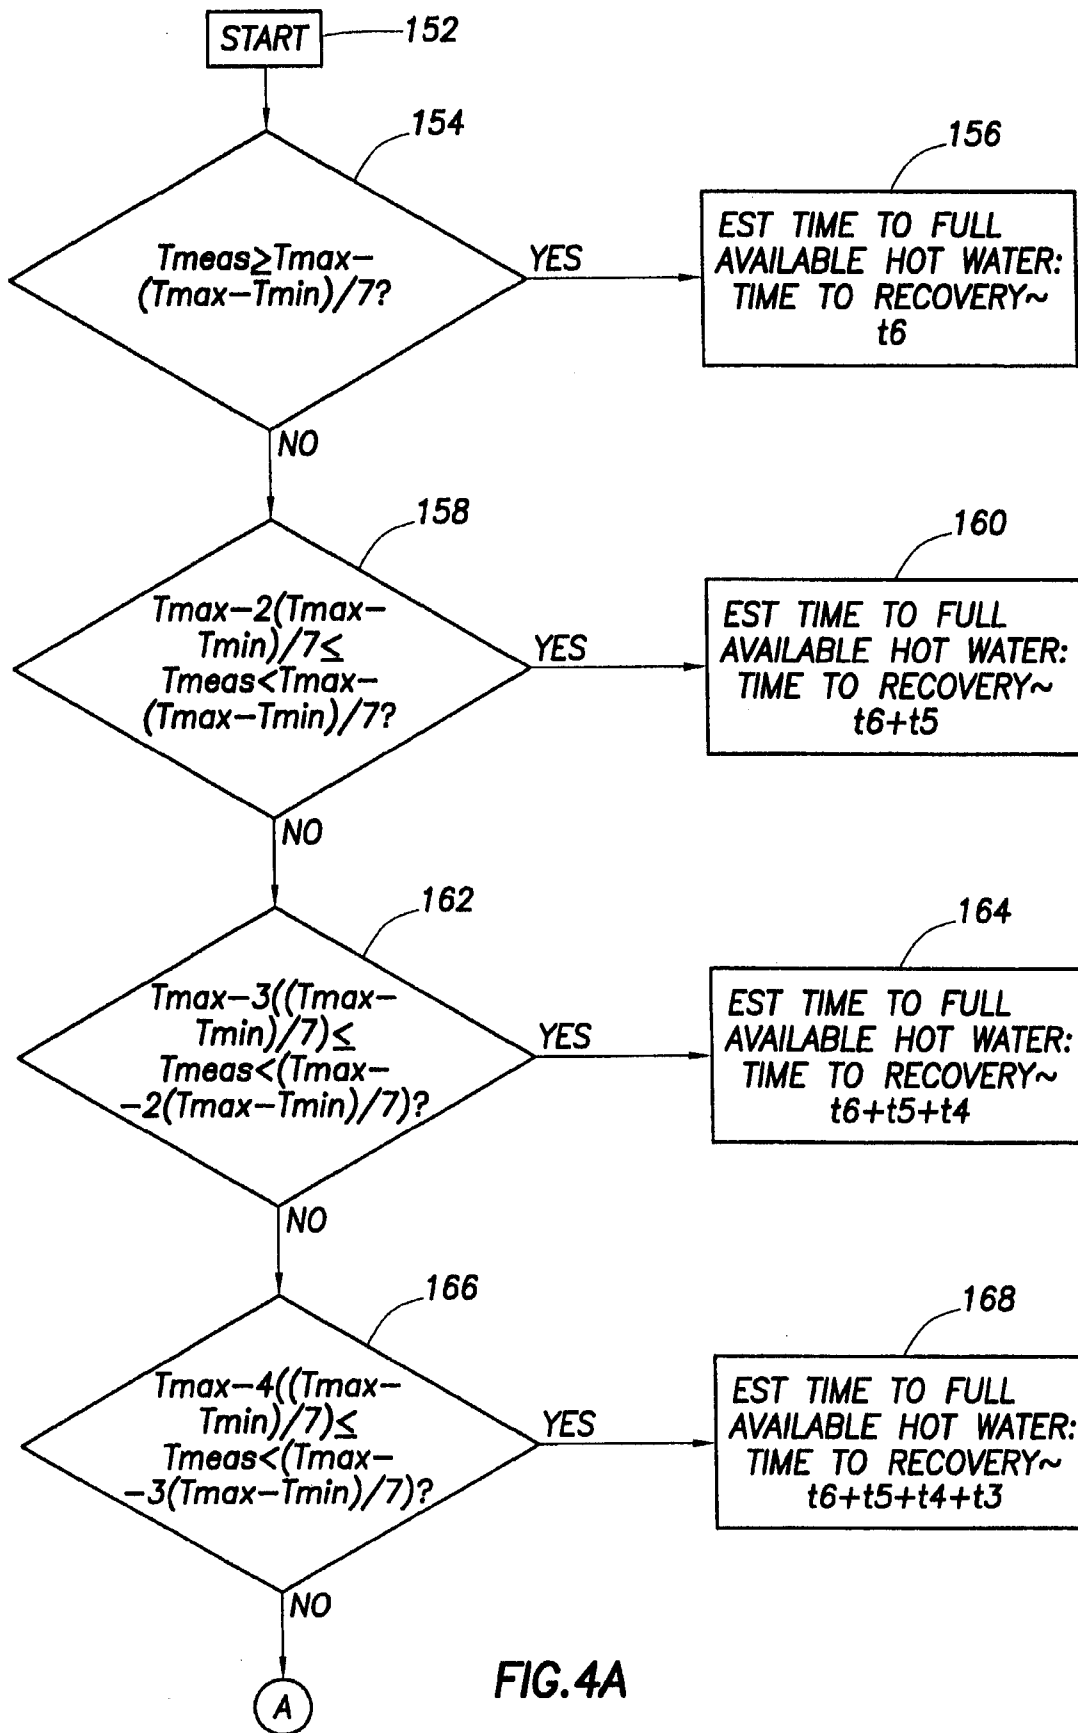 START
152
154
Tmeas≥Tmax–
(Tmax–Tmin)/7?
YES
156
EST TIME TO FULL
AVAILABLE HOT WATER:
TIME TO RECOVERY~
t6
NO
158
Tmax–2(Tmax–
Tmin)/7≤
Tmeas<Tmax–
(Tmax–Tmin)/7?
YES
160
EST TIME TO FULL
AVAILABLE HOT WATER:
TIME TO RECOVERY~
t6+t5
NO
162
Tmax–3((Tmax–
Tmin)/7)≤
Tmeas<(Tmax–
–2(Tmax–Tmin)/7)?
YES
164
EST TIME TO FULL
AVAILABLE HOT WATER:
TIME TO RECOVERY~
t6+t5+t4
NO
166
Tmax–4((Tmax–
Tmin)/7)≤
Tmeas<(Tmax–
–3(Tmax–Tmin)/7)?
YES
168
EST TIME TO FULL
AVAILABLE HOT WATER:
TIME TO RECOVERY~
t6+t5+t4+t3
NO
A
FIG.4A